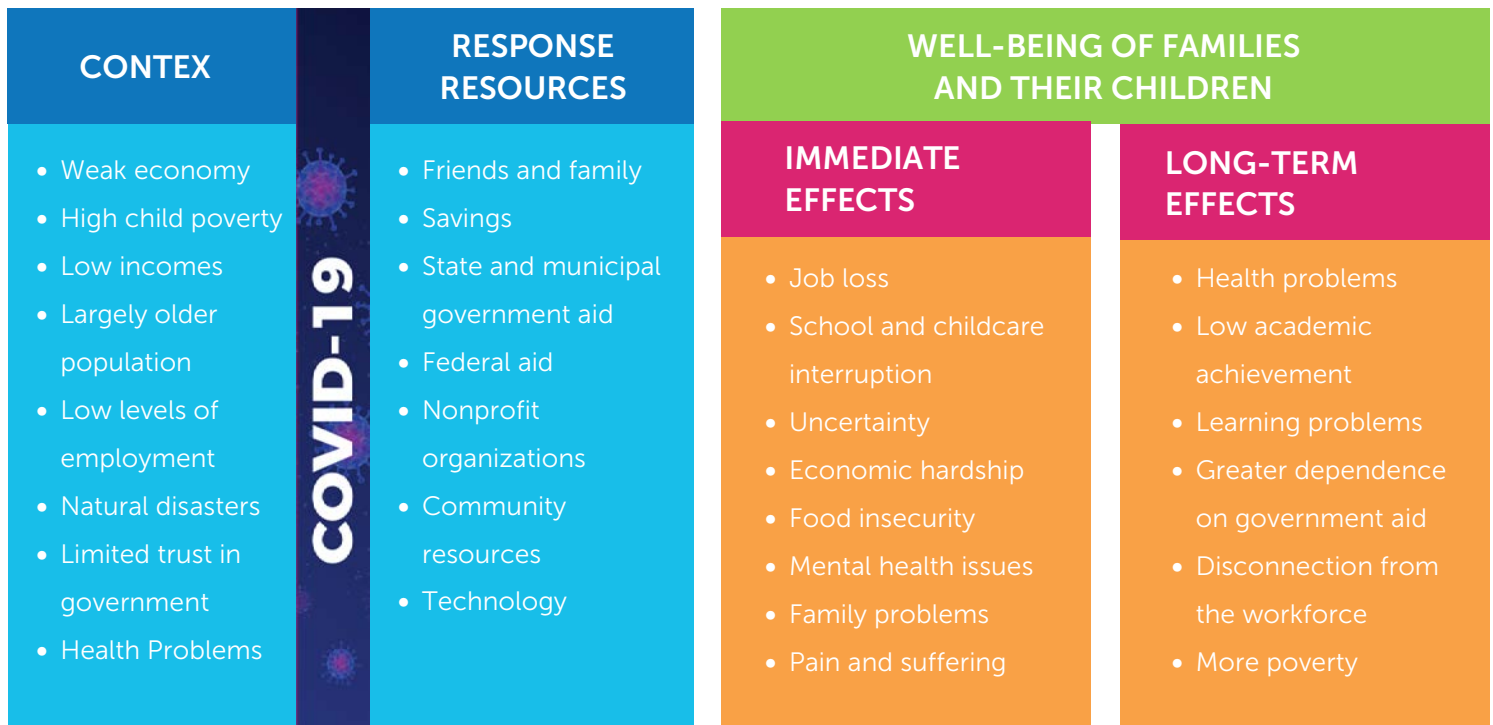 CONTEX
• Weak economy
• High child poverty
• Low incomes
• Largely older
population
• Low levels of
employment
• Natural disasters
• Limited trust in
government
• Health Problems
COVID-19
RESPONSE
RESOURCES
• Friends and family
• Savings
• State and municipal
government aid
• Federal aid
• Nonprofit
organizations
• Community
resources
• Technology
WELL-BEING OF FAMILIES
AND THEIR CHILDREN
IMMEDIATE
EFFECTS
• Job loss
• School and childcare
interruption
• Uncertainty
• Economic hardship
• Food insecurity
• Mental health issues
• Family problems
• Pain and suffering
LONG-TERM
EFFECTS
• Health problems
• Low academic
achievement
• Learning problems
• Greater dependence
on government aid
• Disconnection from
the workforce
• More poverty